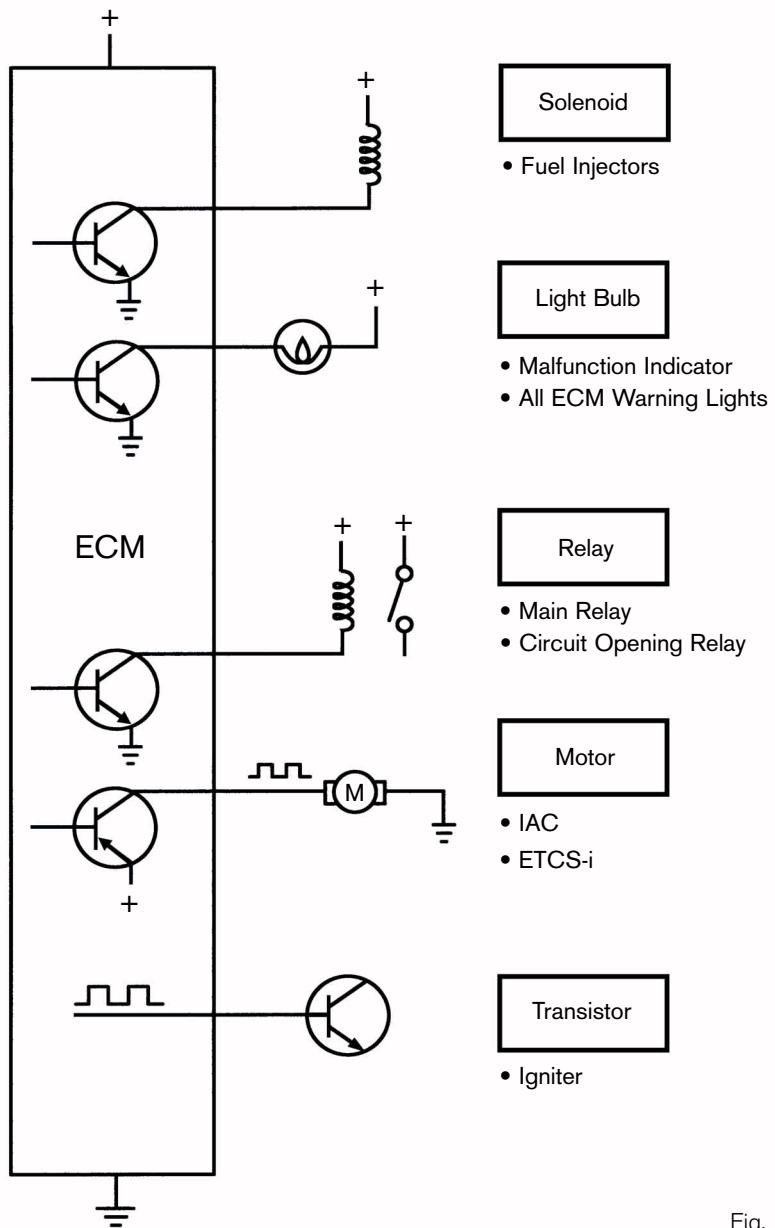 +
+
Solenoid
• Fuel Injectors
+
Light Bulb
• Malfunction Indicator
• All ECM Warning Lights
ECM
+
+
Relay
• Main Relay
• Circuit Opening Relay
M
Motor
• IAC
• ETCS-i
+
Transistor
• Igniter
Fig.